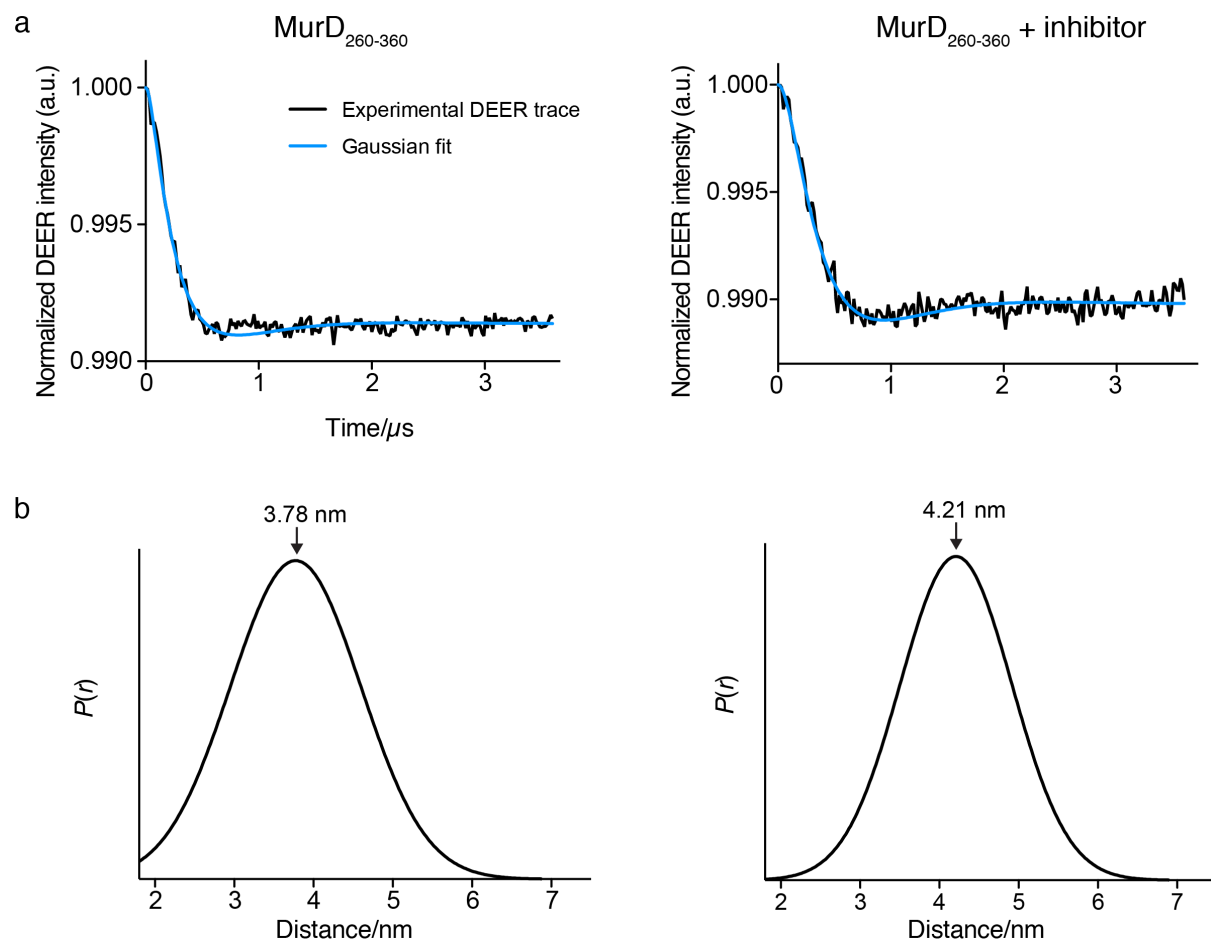 a
MurD260-360
MurD260-360 + inhibitor
Normalized DEER intensity (a.u.)
1.000
0.995
0.990
Experimental DEER trace
Gaussian fit
0 1 2 3
Time/µs
Normalized DEER intensity (a.u.)
1.000
0.995
0.990
0 1 2 3
b
3.78 nm
P(r)
2 3 4 5 6 7
Distance/nm
4.21 nm
P(r)
2 3 4 5 6 7
Distance/nm